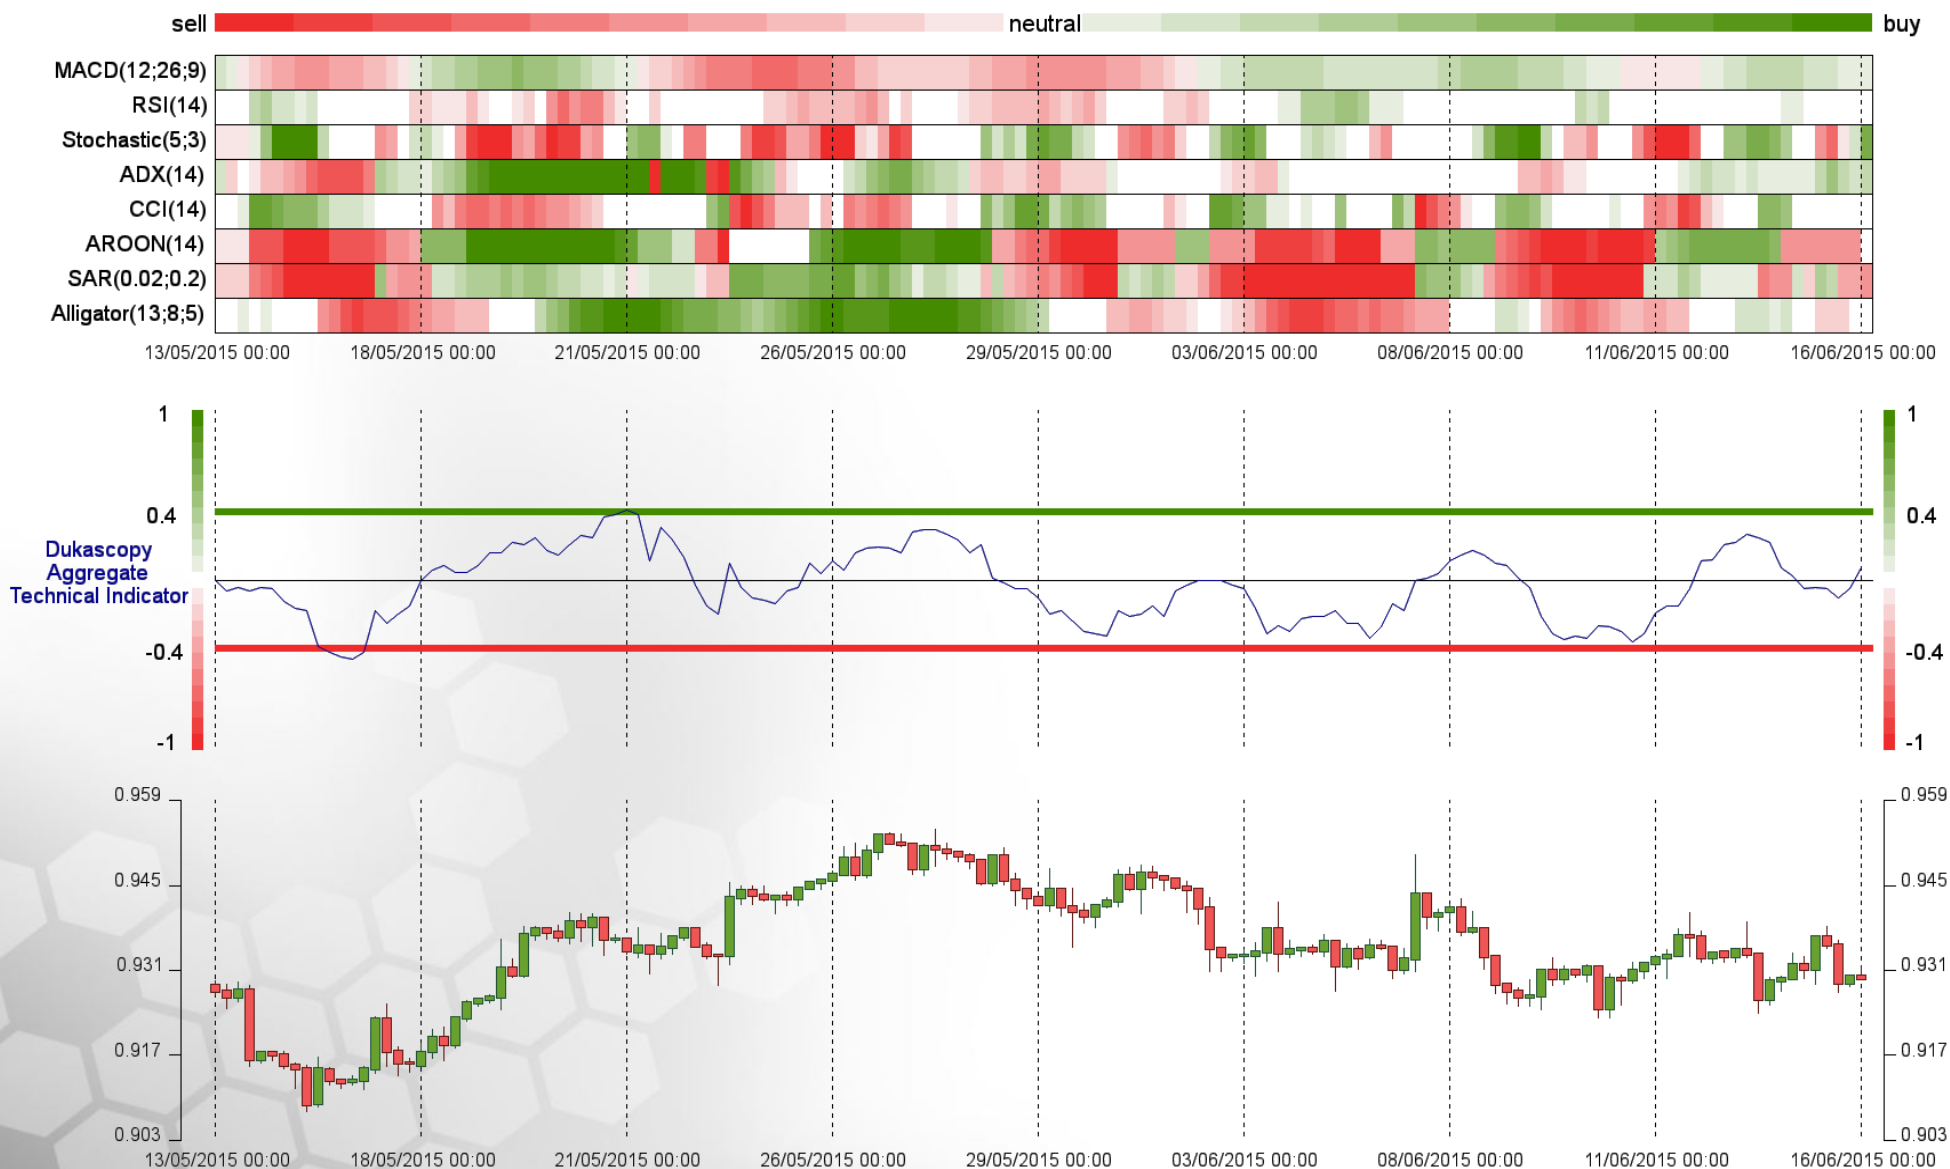 sell neutral buy
MACD(12;26;9)
RSI(14)
Stochastic(5;3)
ADX(14)
CCI(14)
AROON(14)
SAR(0.02;0.2)
Alligator(13;8;5)
13/05/2015 00:00 18/05/2015 00:00 21/05/2015 00:00 26/05/2015 00:00 29/05/2015 00:00 03/06/2015 00:00 08/06/2015 00:00 11/06/2015 00:00 16/06/2015 00:00
1 1
0.4 0.4
Dukascopy
Aggregate
Technical Indicator
-0.4 -0.4
-1 -1
0.959 0.959
0.945 0.945
0.931 0.931
0.917 0.917
0.903 0.903
13/05/2015 00:00 18/05/2015 00:00 21/05/2015 00:00 26/05/2015 00:00 29/05/2015 00:00 03/06/2015 00:00 08/06/2015 00:00 11/06/2015 00:00 16/06/2015 00:00